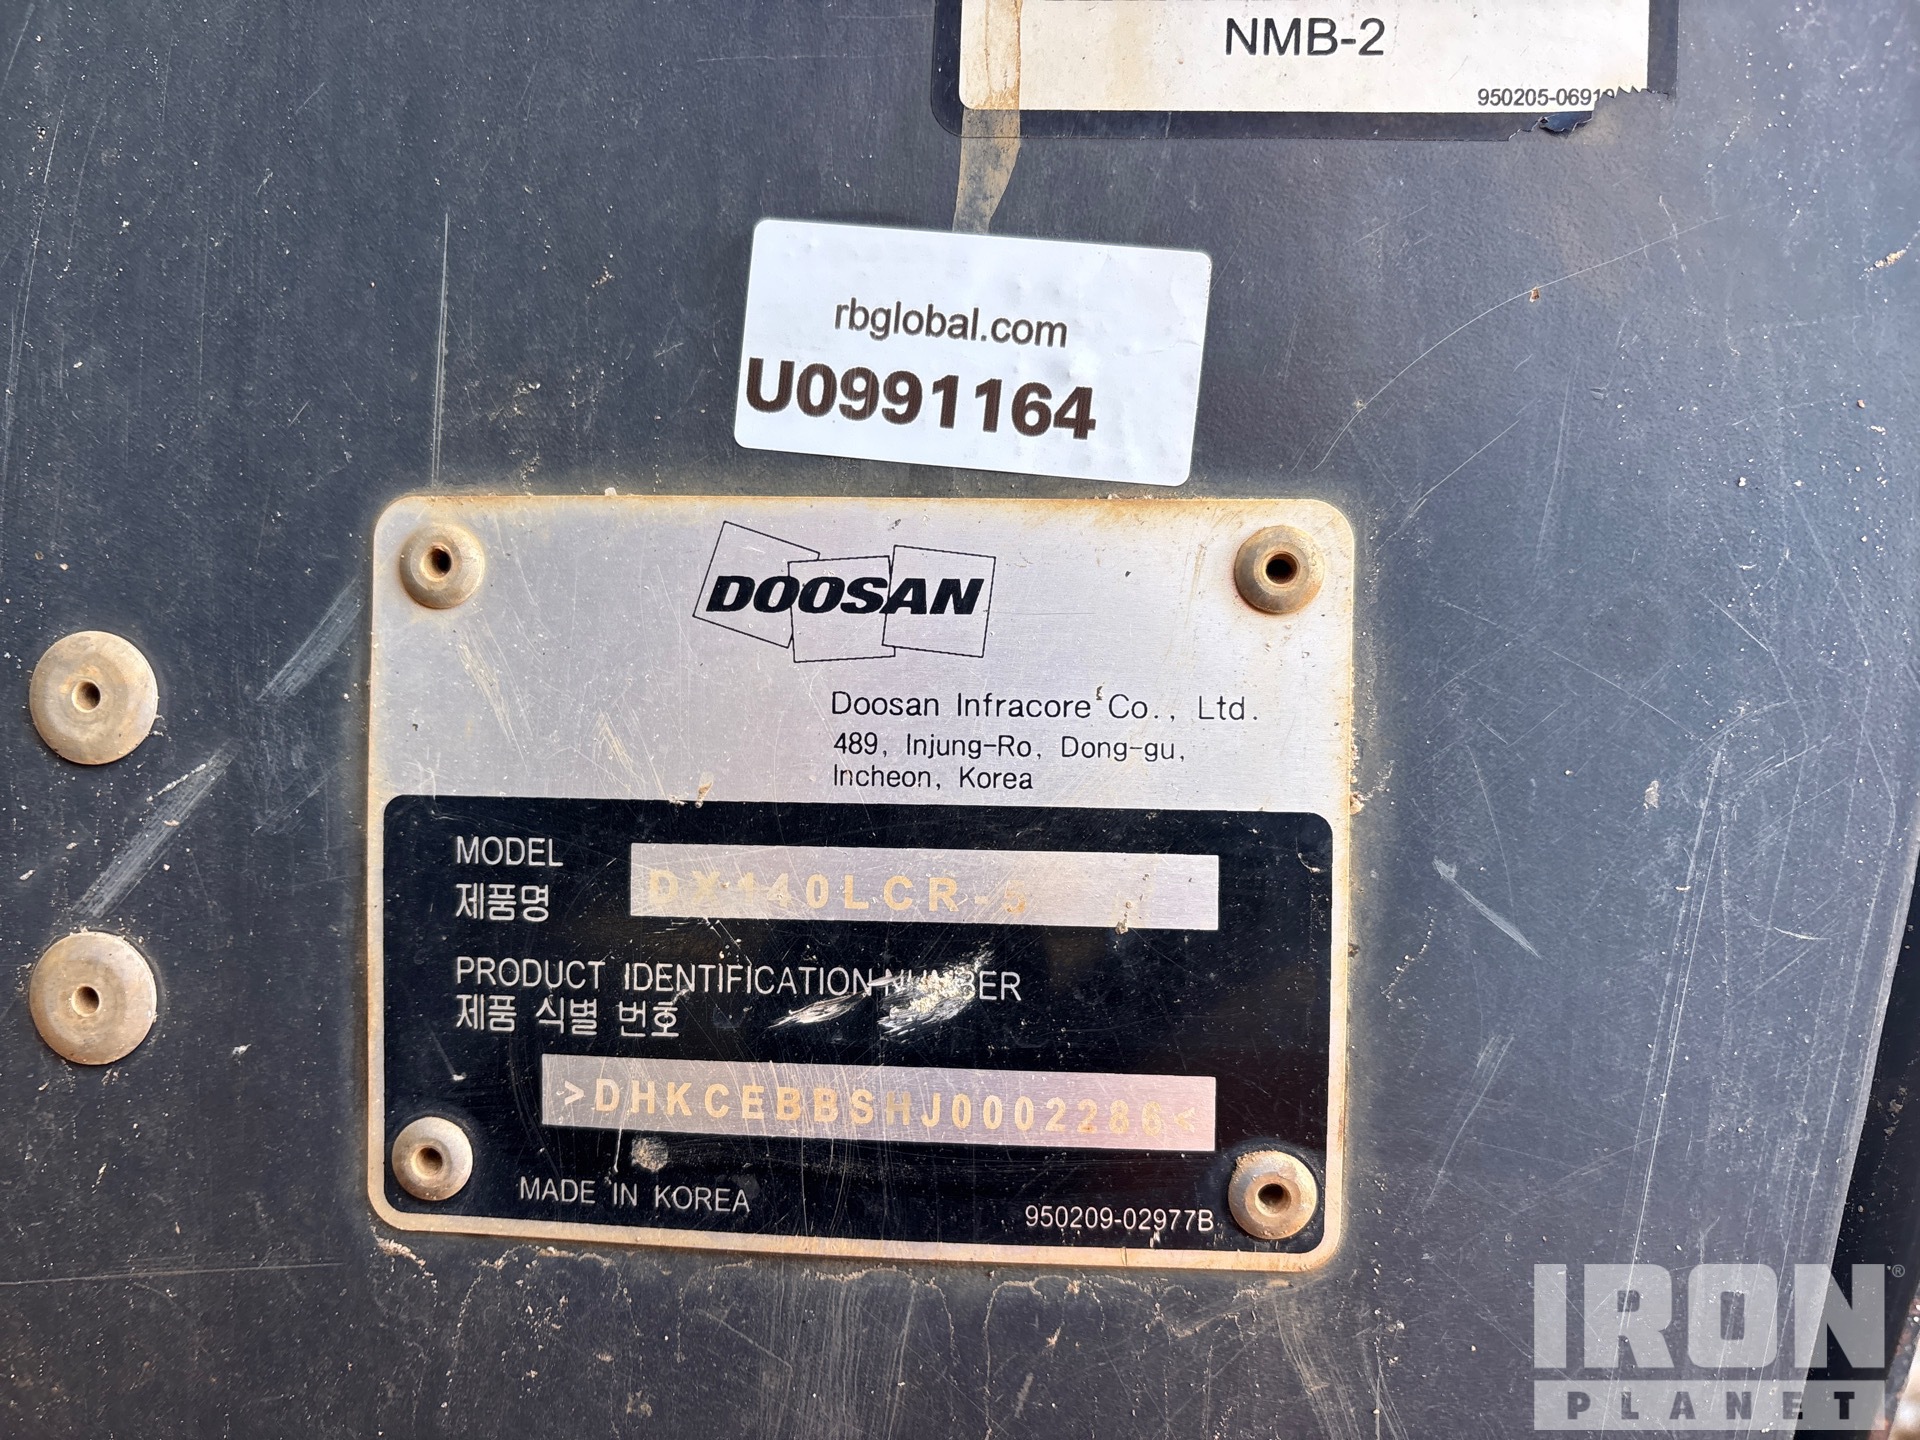 NMB-2
950205-0691
rbglobal.com
U0991164
DOOSAN
Doosan Infracore Co., Ltd.
489, Injung-Ro, Dong-gu,
Incheon, Korea
MODEL
제품명
DX140LCR-5
PRODUCT IDENTIFICATION NUMBER
제품 식별 번호
>DHKCEBBSHJ0002286<
MADE IN KOREA
950209-02977B
IRON
PLANET
®